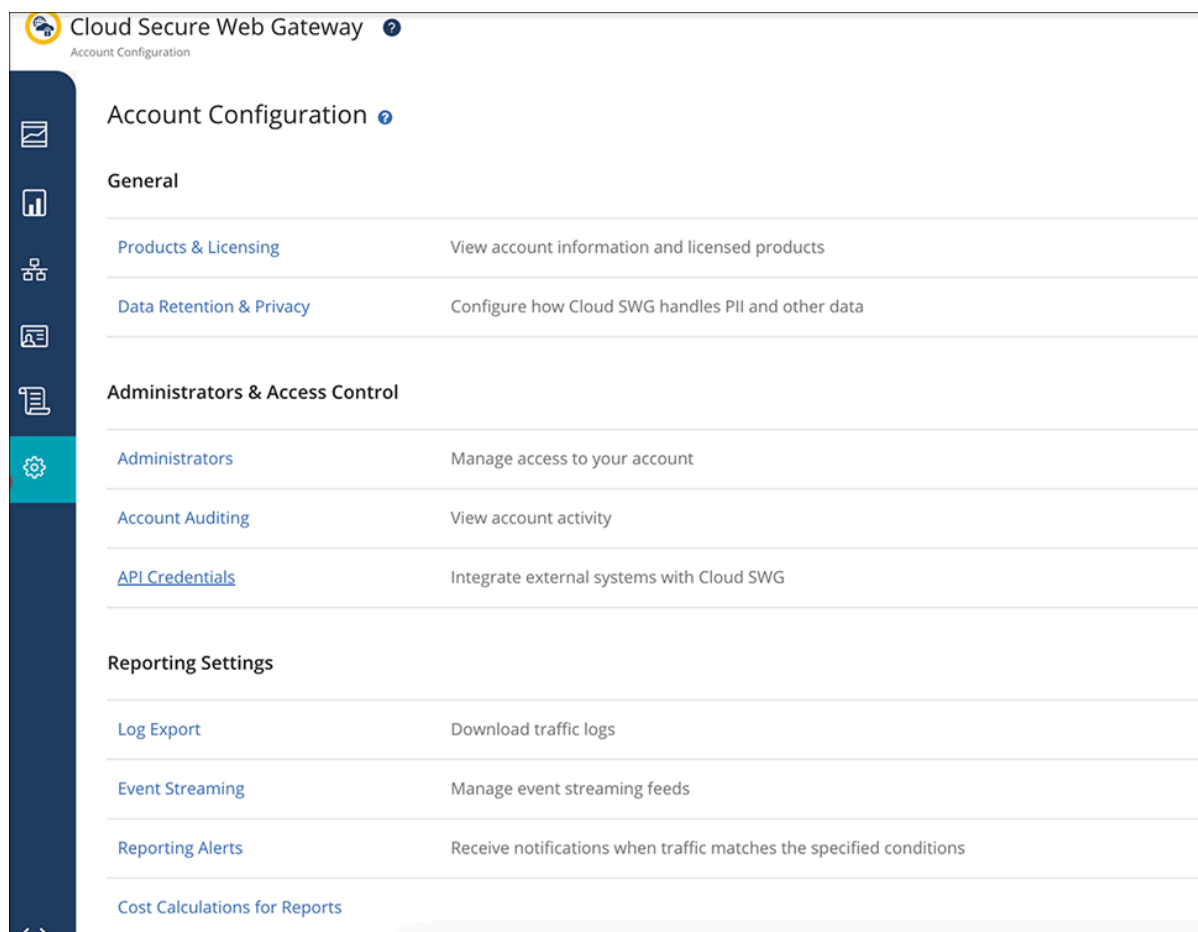 Cloud Secure Web Gateway ?
Account Configuration
Account Configuration ?
General
Products & Licensing View account information and licensed products
Data Retention & Privacy Configure how Cloud SWG handles PII and other data
Administrators & Access Control
Administrators Manage access to your account
Account Auditing View account activity
API Credentials Integrate external systems with Cloud SWG
Reporting Settings
Log Export Download traffic logs
Event Streaming Manage event streaming feeds
Reporting Alerts Receive notifications when traffic matches the specified conditions
Cost Calculations for Reports